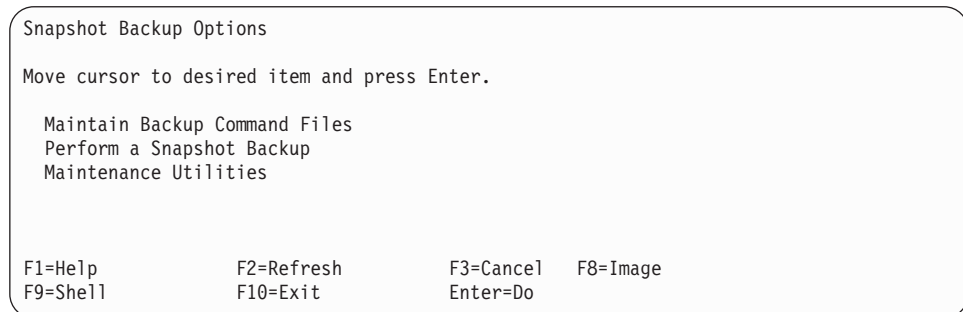 Snapshot Backup Options
Move cursor to desired item and press Enter.
Maintain Backup Command Files
Perform a Snapshot Backup
Maintenance Utilities
F1=Help F2=Refresh F3=Cancel F8=Image
F9=Shell F10=Exit Enter=Do